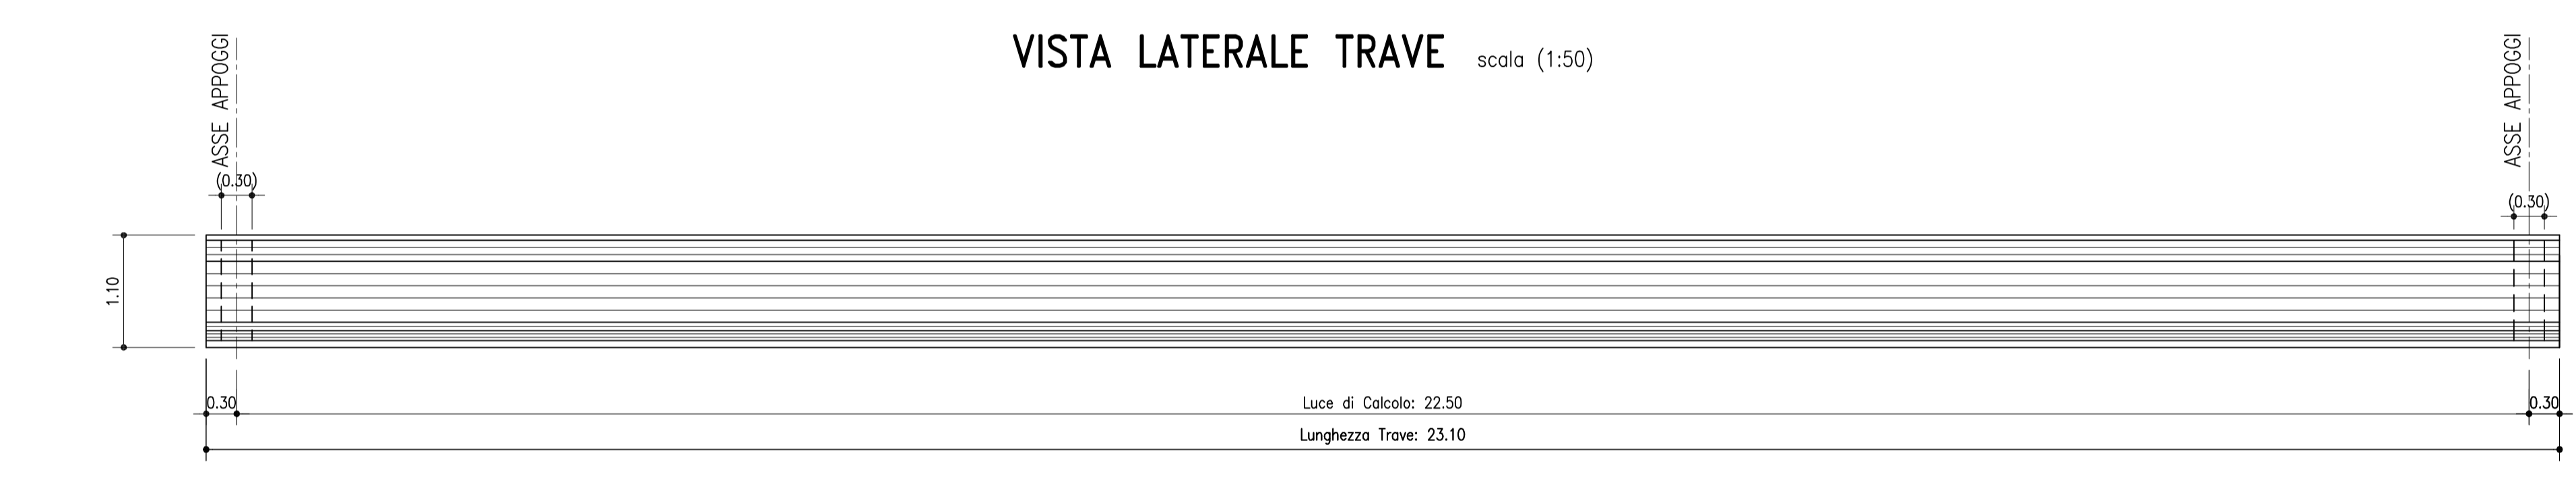 VISTA LATERALE TRAVE scala (1:50)
ASSE APPOGGI
ASSE APPOGGI
(0.30)
(0.30)
1.10
0.30
Luce di Calcolo: 22.50
0.30
Lunghezza Trave: 23.10